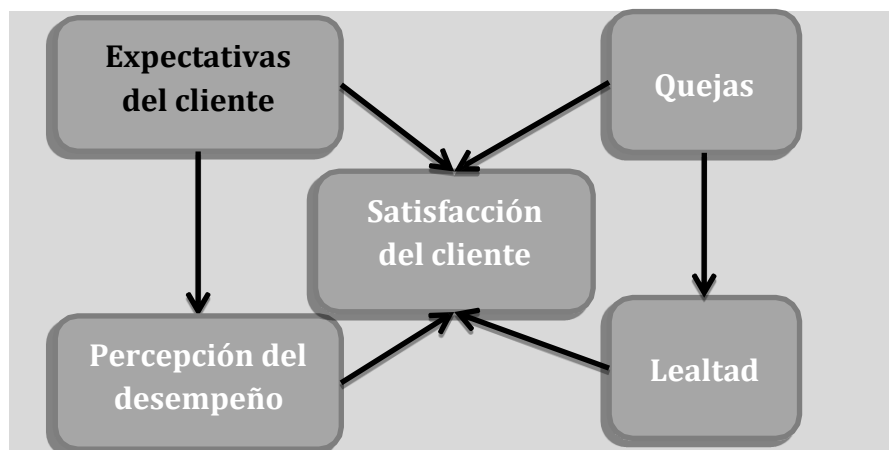 Expectativas
del cliente
Quejas
Satisfacción
del cliente
Percepción del
desempeño
Lealtad